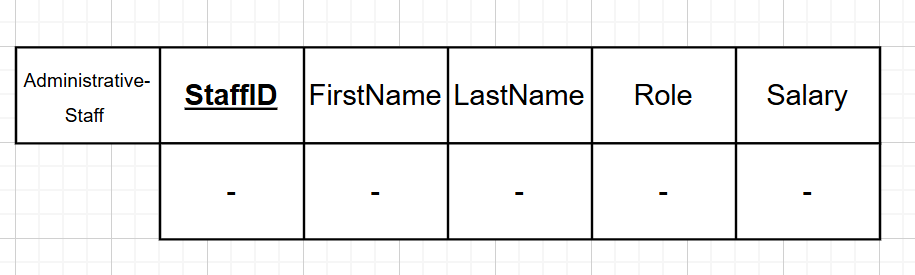 Administrative-
Staff
StaffID FirstName LastName Role Salary
- - - - -